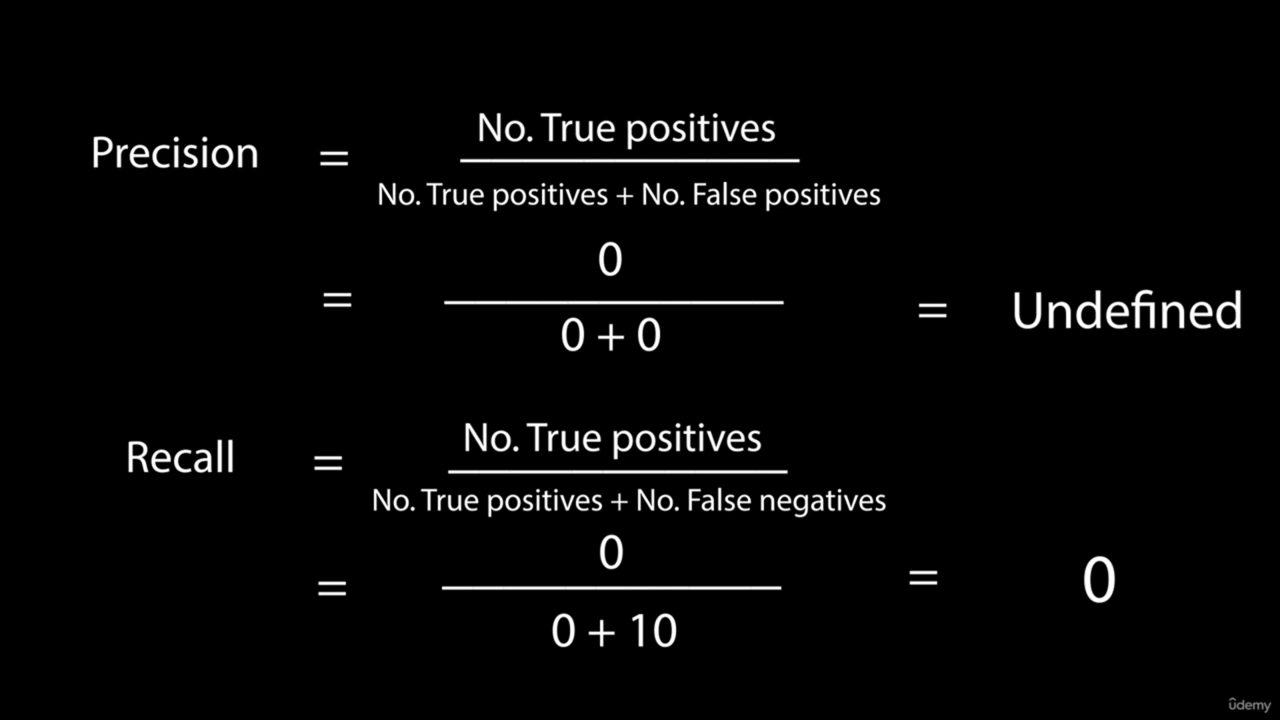 No. True positives
Precision =
No. True positives + No. False positives
0
= = Undefined
0 + 0
No. True positives
Recall =
No. True positives + No. False negatives
0
= = 0
0 + 10
ûdemy